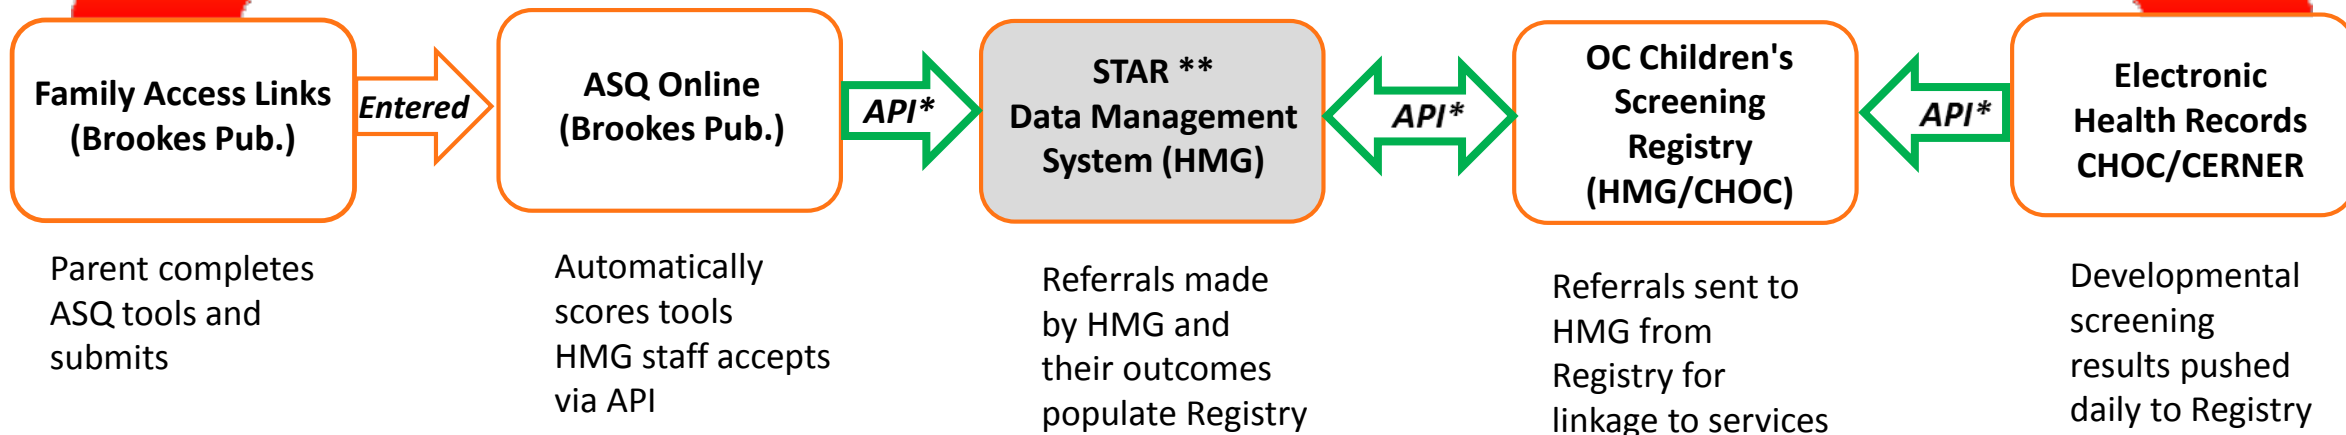 Family Access Links
(Brookes Pub.)
Entered
ASQ Online
(Brookes Pub.)
API*
STAR **
Data Management
System (HMG)
API*
OC Children's
Screening
Registry
(HMG/CHOC)
API*
Electronic
Health Records
CHOC/CERNER
Parent completes
ASQ tools and
submits
Automatically
scores tools
HMG staff accepts
via API
Referrals made
by HMG and
their outcomes
populate Registry
Referrals sent to
HMG from
Registry for
linkage to services
Developmental
screening
results pushed
daily to Registry